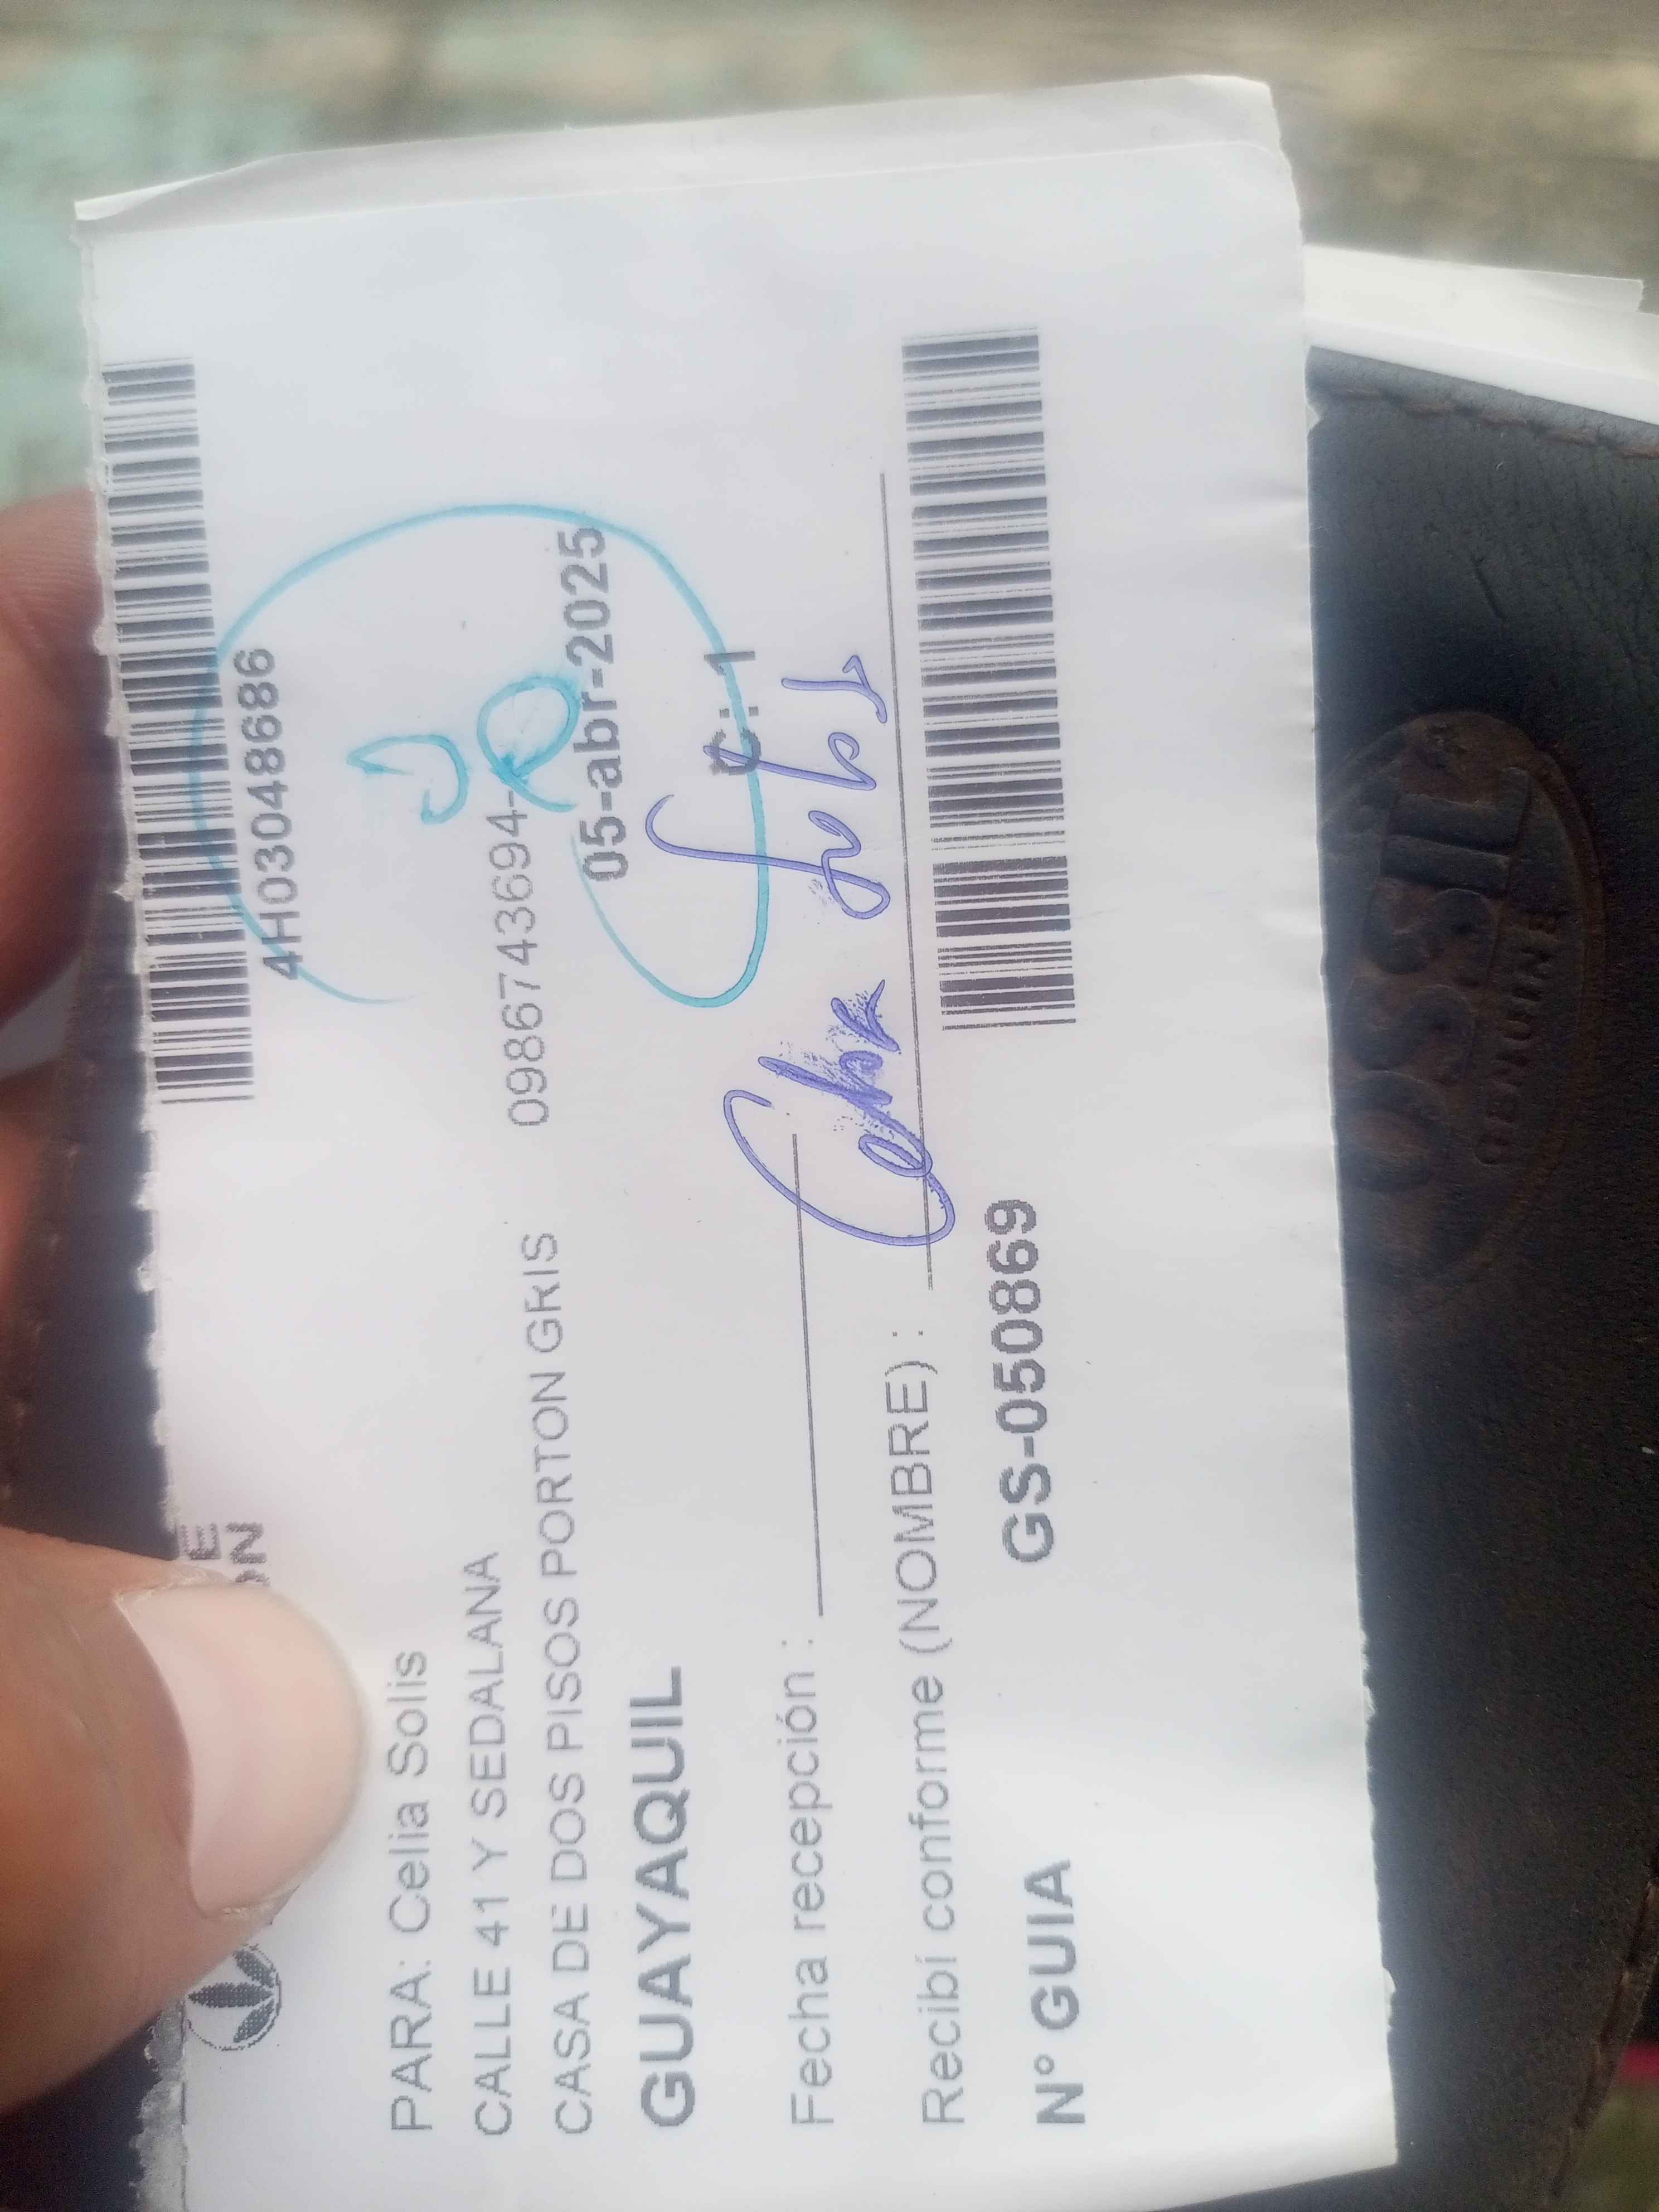 4H03048686
PARA: Celia Solis
CALLE 41 Y SEDALANA
CASA DE DOS PISOS PORTON GRIS 0986743694-
GUAYAQUIL 05-abr-2025
C: 1
Fecha recepción :
Recibí conforme (NOMBRE) :
N° GUIA GS-050869